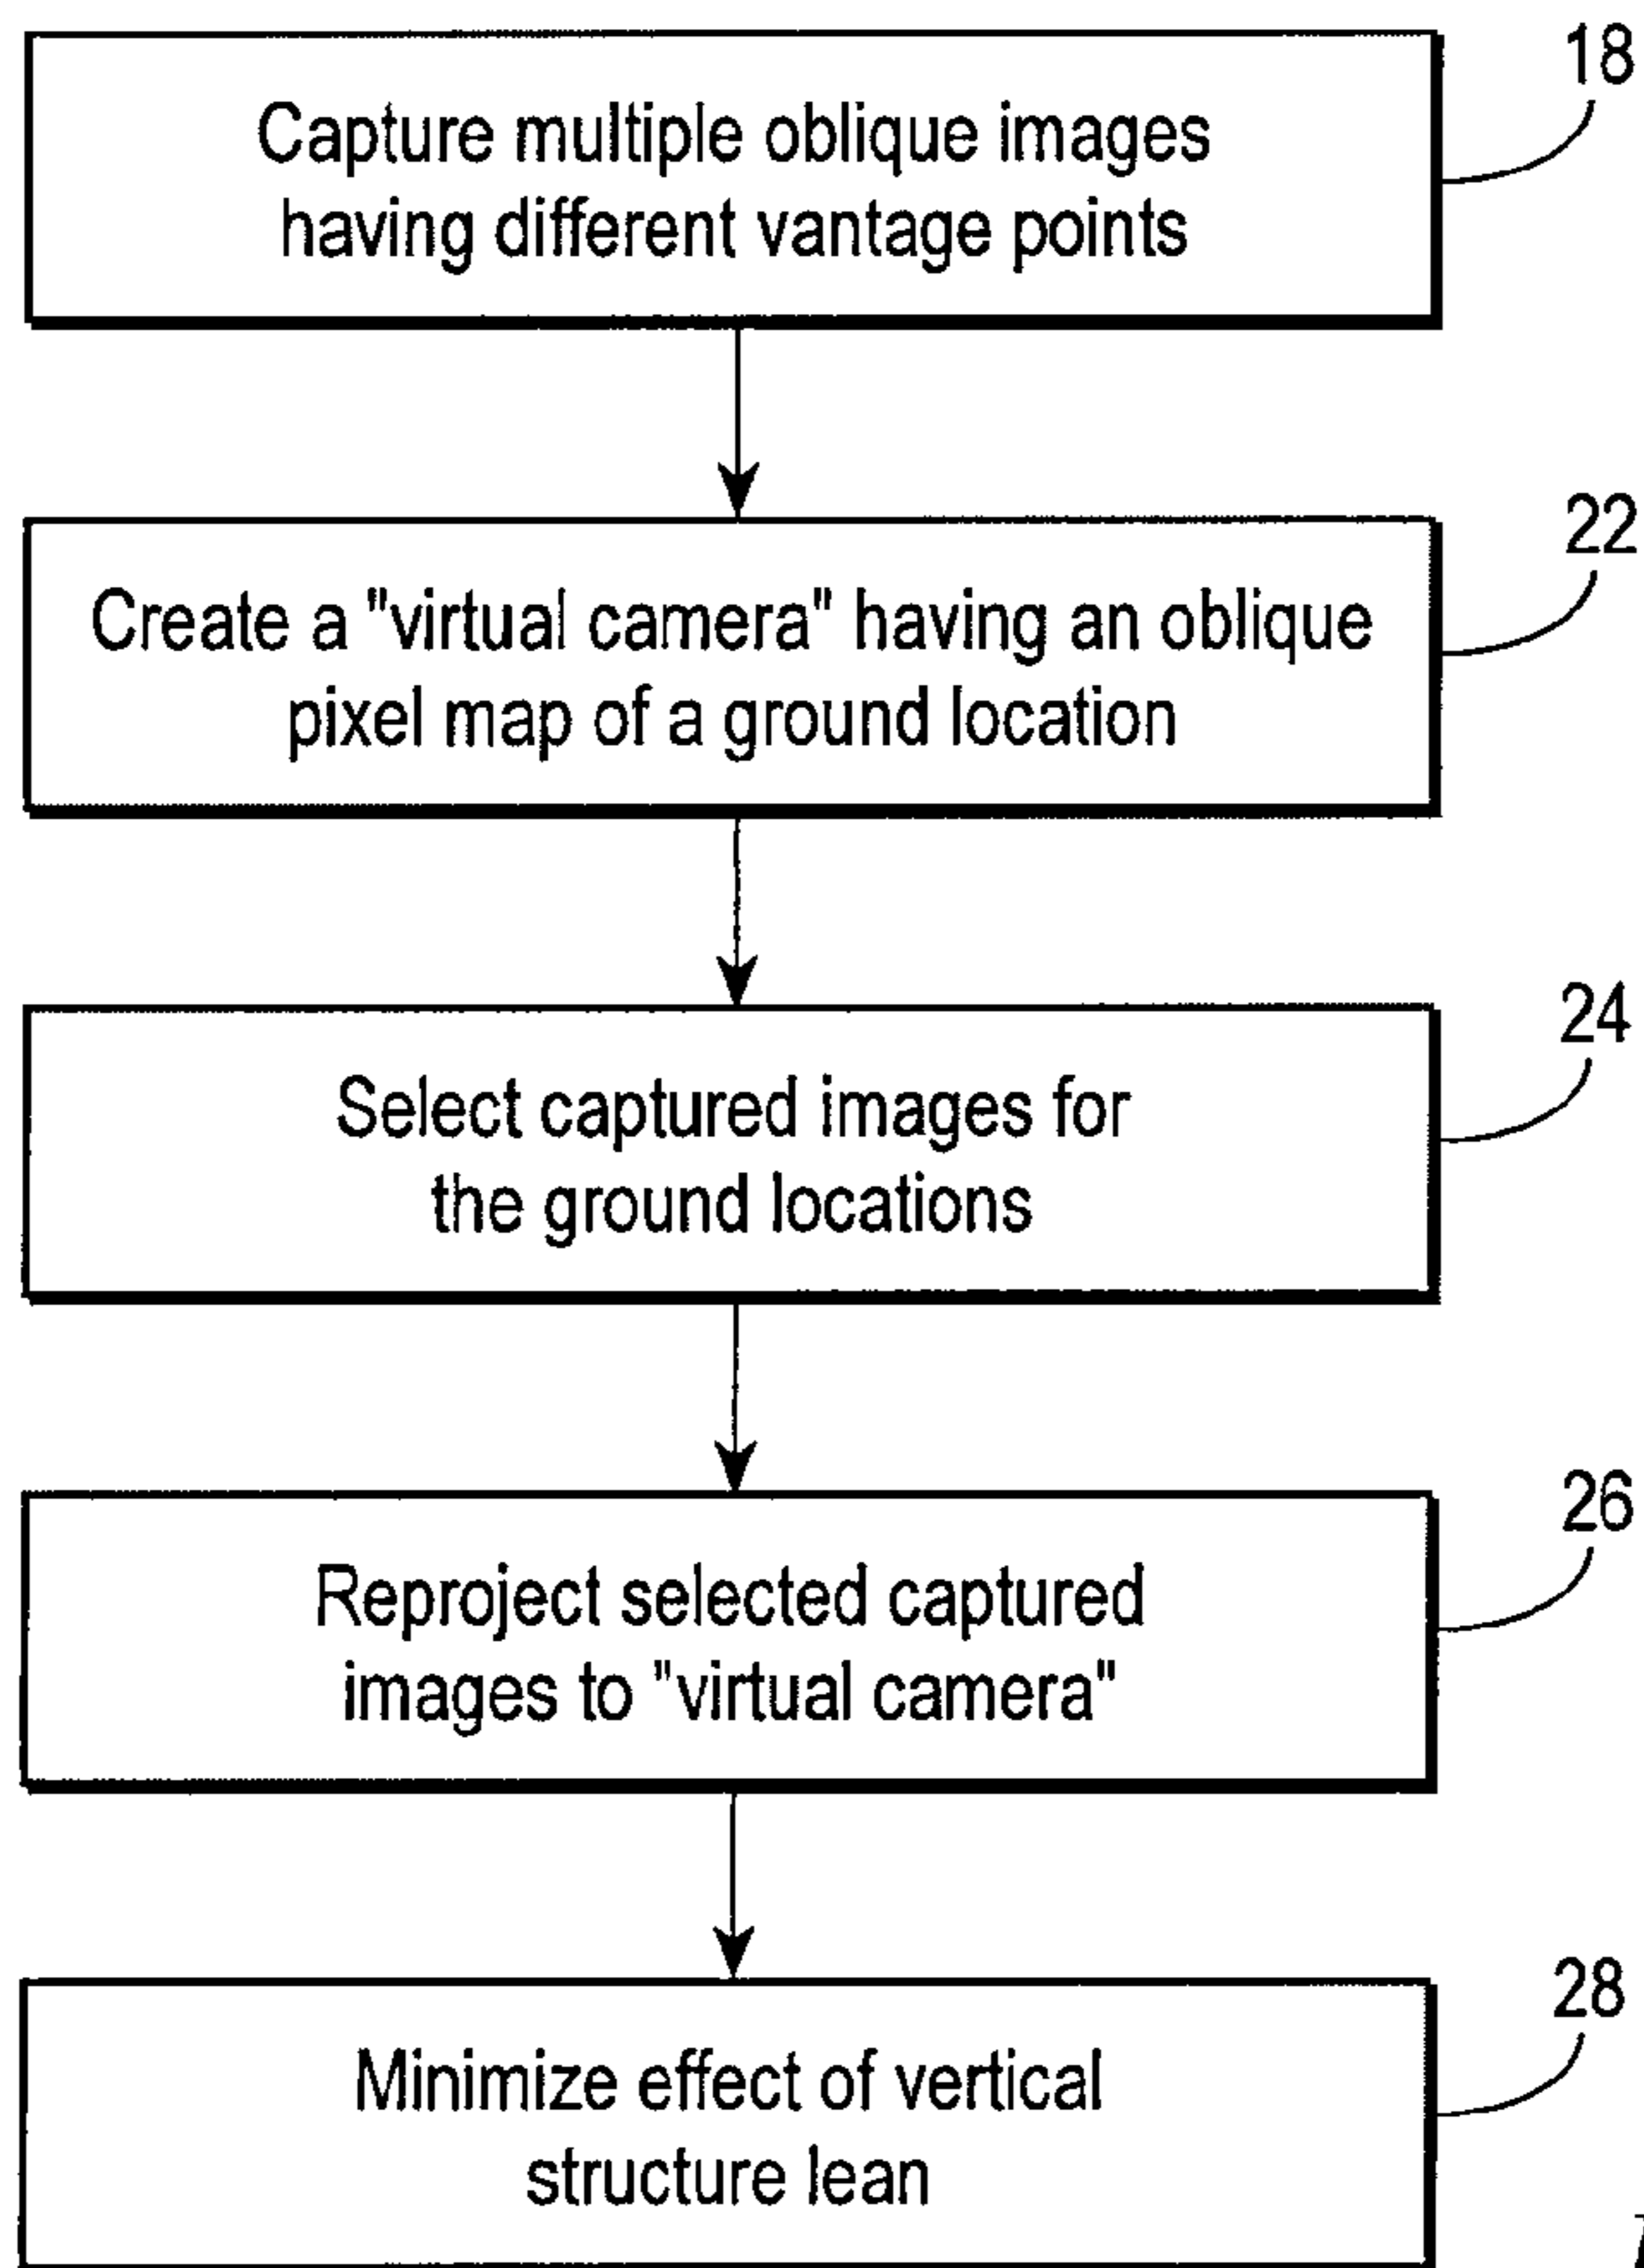 18
Capture multiple oblique images
having different vantage points
22
Create a "virtual camera" having an oblique
pixel map of a ground location
24
Select captured images for
the ground locations
26
Reproject selected captured
images to "virtual camera"
28
Minimize effect of vertical
structure lean